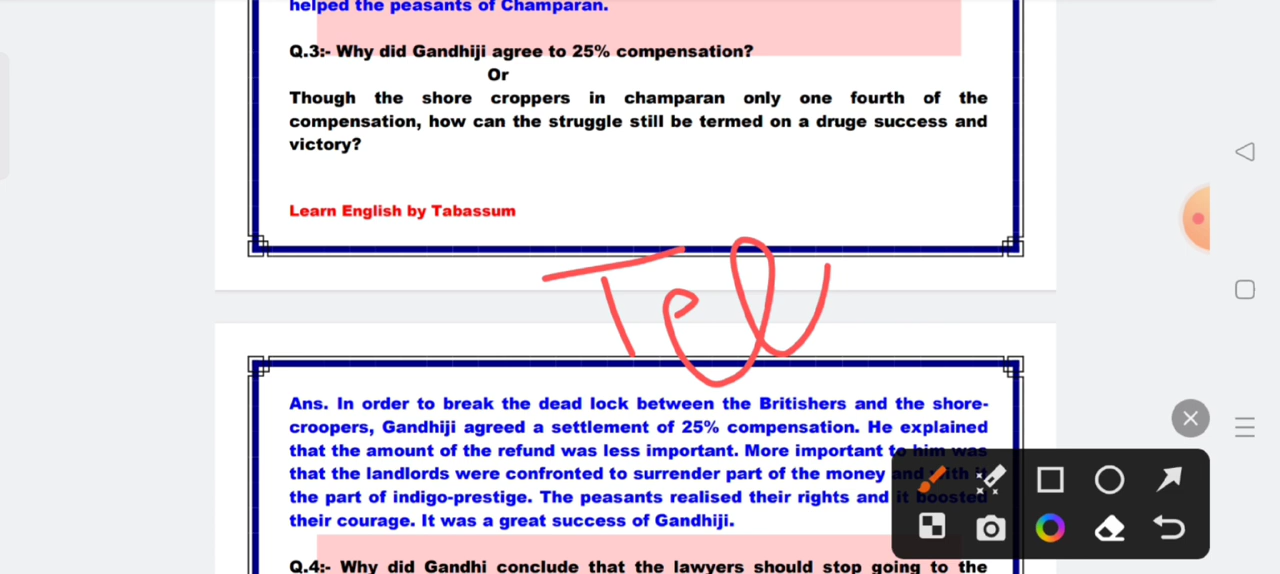 helped the peasants of Champaran.
Q.3:- Why did Gandhiji agree to 25% compensation?
Or
Though the shore croppers in champaran only one fourth of the
compensation, how can the struggle still be termed on a druge success and
victory?
Learn English by Tabassum
Tel
Ans. In order to break the dead lock between the Britishers and the shore-
croopers, Gandhiji agreed a settlement of 25% compensation. He explained
that the amount of the refund was less important. More important to him was
that the landlords were confronted to surrender part of the money and with it
the part of indigo-prestige. The peasants realised their rights and it boosted
their courage. It was a great success of Gandhiji.
Q.4:- Why did Gandhi conclude that the lawyers should stop going to the